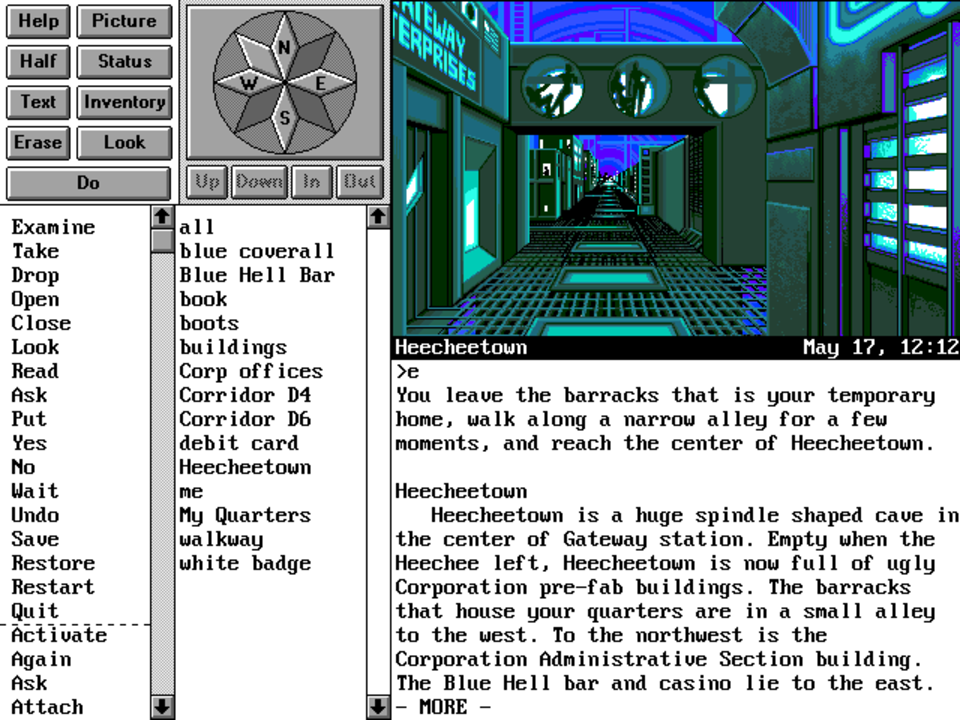 Help
Picture
Half
Status
Text
Inventory
Erase
Look
Do
N
W
E
S
Up
Down
In
Out
Examine
Take
Drop
Open
Close
Look
Read
Ask
Put
Yes
No
Wait
Undo
Save
Restore
Restart
Quit
Activate
Again
Ask
Attach
all
blue coverall
Blue Hell Bar
book
boots
buildings
Corp offices
Corridor D4
Corridor D6
debit card
Heecheetown
me
My Quarters
walkway
white badge
GATEWAY
TERPRISES
Heecheetown May 17, 12:12
>e
You leave the barracks that is your temporary
home, walk along a narrow alley for a few
moments, and reach the center of Heecheetown.
Heecheetown
Heecheetown is a huge spindle shaped cave in
the center of Gateway station. Empty when the
Heechee left, Heecheetown is now full of ugly
Corporation pre-fab buildings. The barracks
that house your quarters are in a small alley
to the west. To the northwest is the
Corporation Administrative Section building.
The Blue Hell bar and casino lie to the east.
- MORE -